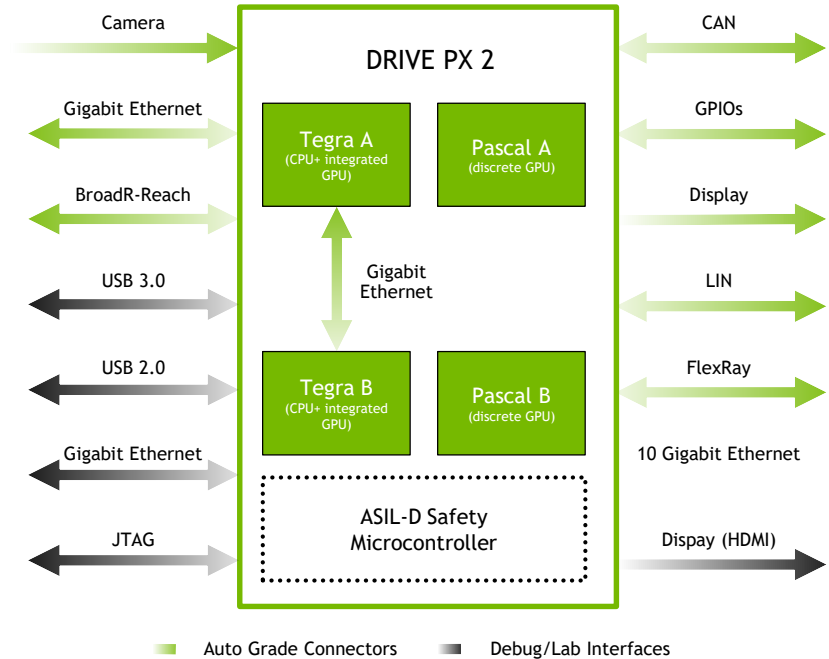 Camera
Gigabit Ethernet
BroadR-Reach
USB 3.0
USB 2.0
Gigabit Ethernet
JTAG
DRIVE PX 2
Tegra A
(CPU+ integrated
GPU)
Pascal A
(discrete GPU)
Gigabit
Ethernet
Tegra B
(CPU+ integrated
GPU)
Pascal B
(discrete GPU)
ASIL-D Safety
Microcontroller
CAN
GPIOs
Display
LIN
FlexRay
10 Gigabit Ethernet
Dispay (HDMI)
Auto Grade Connectors
Debug/Lab Interfaces